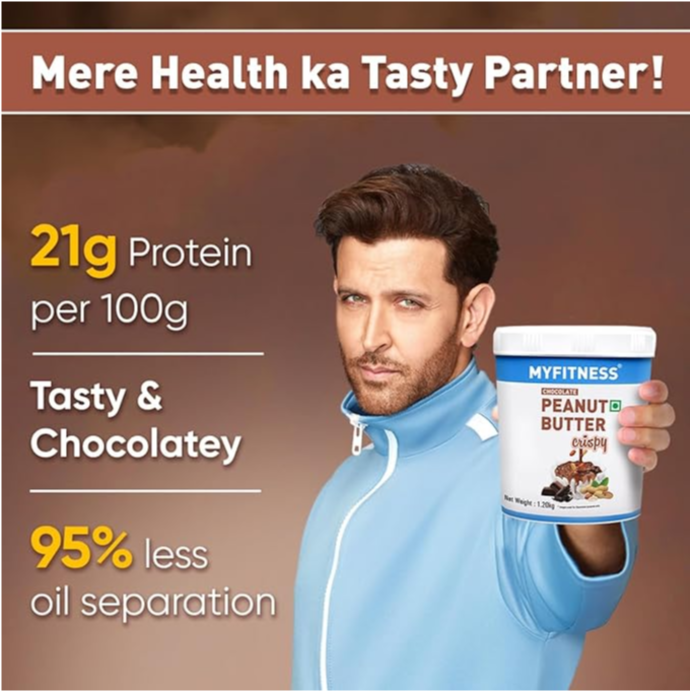 Mere Health ka Tasty Partner!
21g Protein
per 100g
Tasty &
Chocolatey
95% less
oil separation
MYFITNESS
CHOCOLATE
PEANUT
BUTTER
crispy
Net Weight : 1.28kg